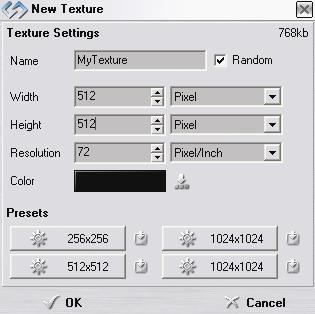 New Texture
Texture Settings 768kb
Name MyTexture Random
Width 512 Pixel
Height 512 Pixel
Resolution 72 Pixel/Inch
Color
Presets
256x256 1024x1024
512x512 1024x1024
OK Cancel